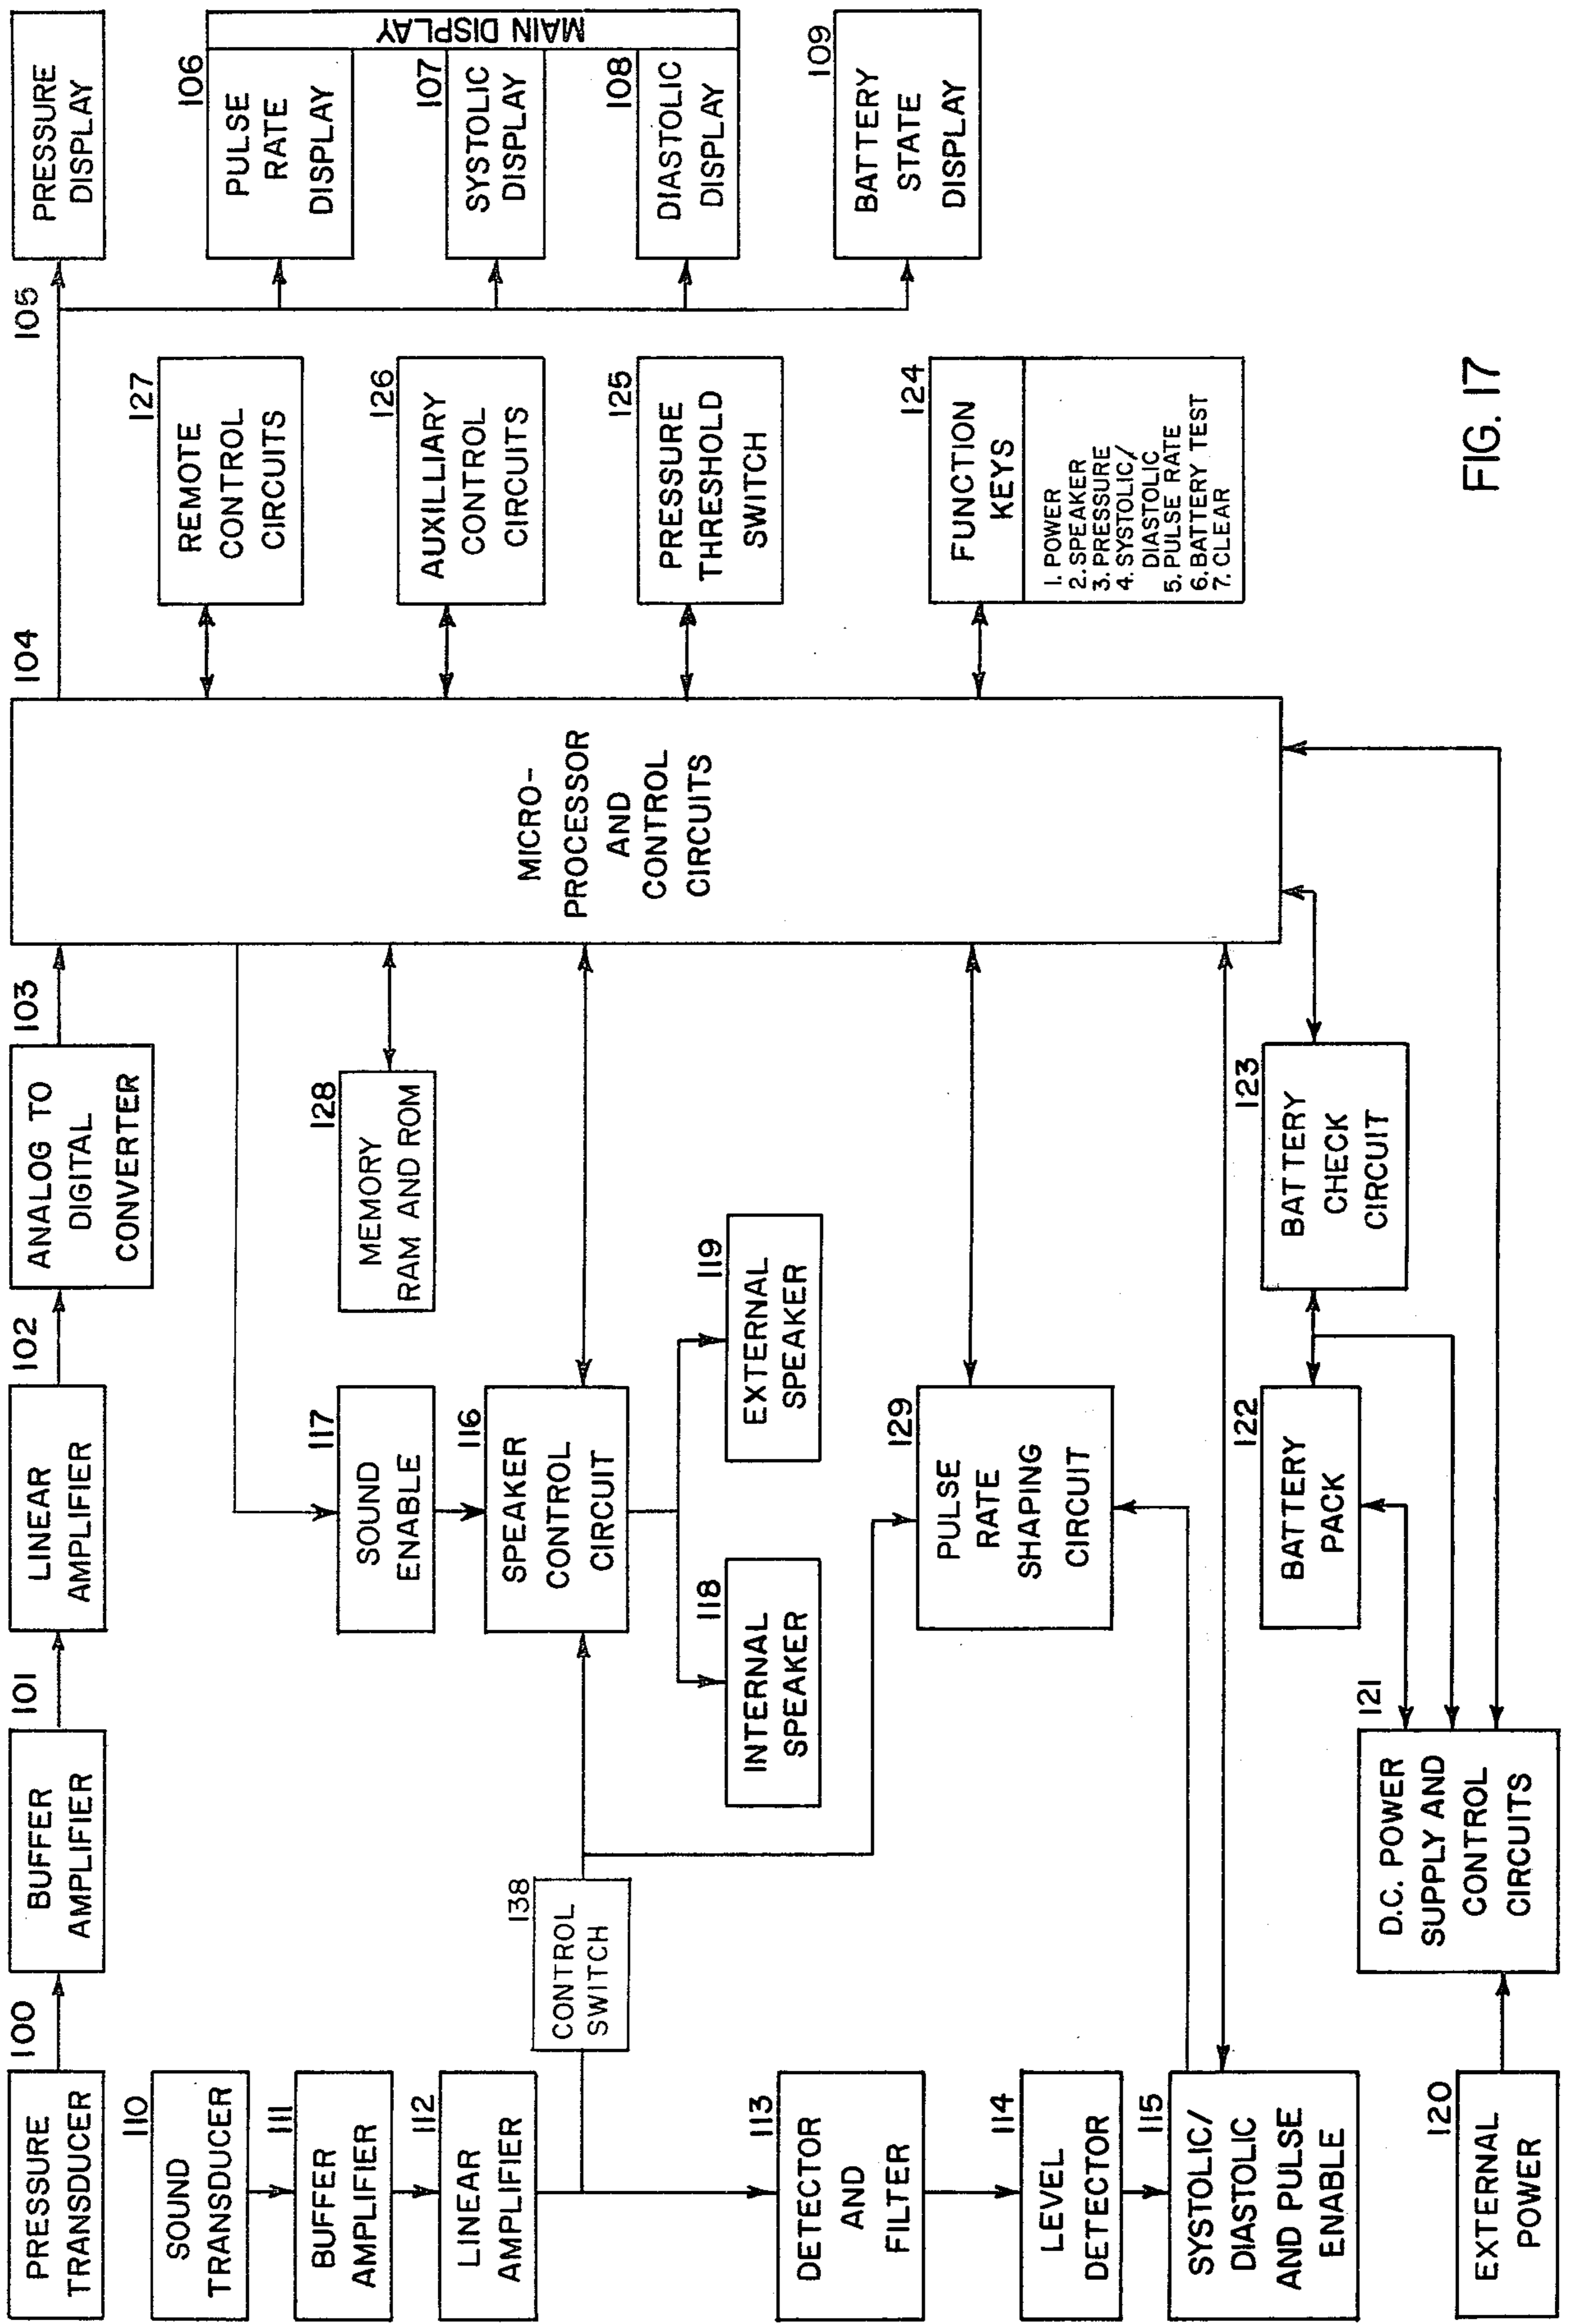 100
PRESSURE
TRANSDUCER
101
BUFFER
AMPLIFIER
102
LINEAR
AMPLIFIER
103
ANALOG TO
DIGITAL
CONVERTER
104
MICRO-
PROCESSOR
AND
CONTROL
CIRCUITS
105
PRESSURE
DISPLAY
MAIN DISPLAY
106
PULSE
RATE
DISPLAY
107
SYSTOLIC
DISPLAY
108
DIASTOLIC
DISPLAY
109
BATTERY
STATE
DISPLAY
127
REMOTE
CONTROL
CIRCUITS
126
AUXILLIARY
CONTROL
CIRCUITS
125
PRESSURE
THRESHOLD
SWITCH
124
FUNCTION
KEYS
1. POWER
2. SPEAKER
3. PRESSURE
4. SYSTOLIC/
DIASTOLIC
5. PULSE RATE
6. BATTERY TEST
7. CLEAR
110
SOUND
TRANSDUCER
111
BUFFER
AMPLIFIER
112
LINEAR
AMPLIFIER
138
CONTROL
SWITCH
117
SOUND
ENABLE
128
MEMORY
RAM AND ROM
116
SPEAKER
CONTROL
CIRCUIT
118
INTERNAL
SPEAKER
119
EXTERNAL
SPEAKER
113
DETECTOR
AND
FILTER
129
PULSE
RATE
SHAPING
CIRCUIT
114
LEVEL
DETECTOR
115
SYSTOLIC/
DIASTOLIC
AND PULSE
ENABLE
122
BATTERY
PACK
123
BATTERY
CHECK
CIRCUIT
121
D.C. POWER
SUPPLY AND
CONTROL
CIRCUITS
120
EXTERNAL
POWER
FIG. 17